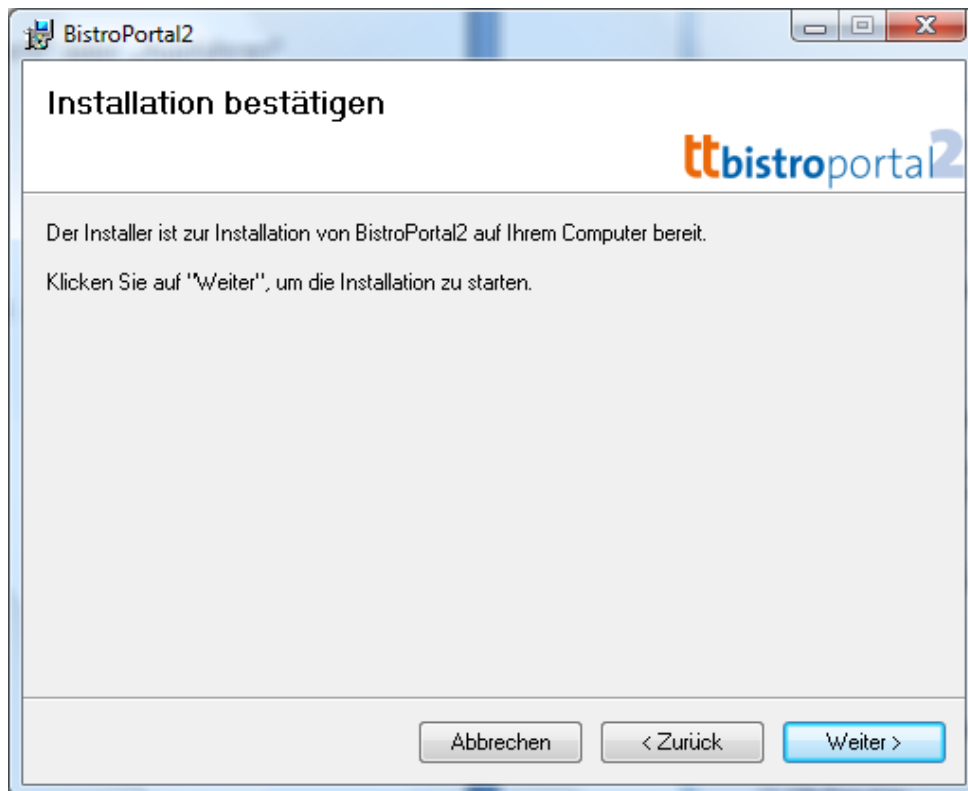 BistroPortal2
Installation bestätigen
ttbistroportal2
Der Installer ist zur Installation von BistroPortal2 auf Ihrem Computer bereit.
Klicken Sie auf "Weiter", um die Installation zu starten.
Abbrechen
< Zurück
Weiter >